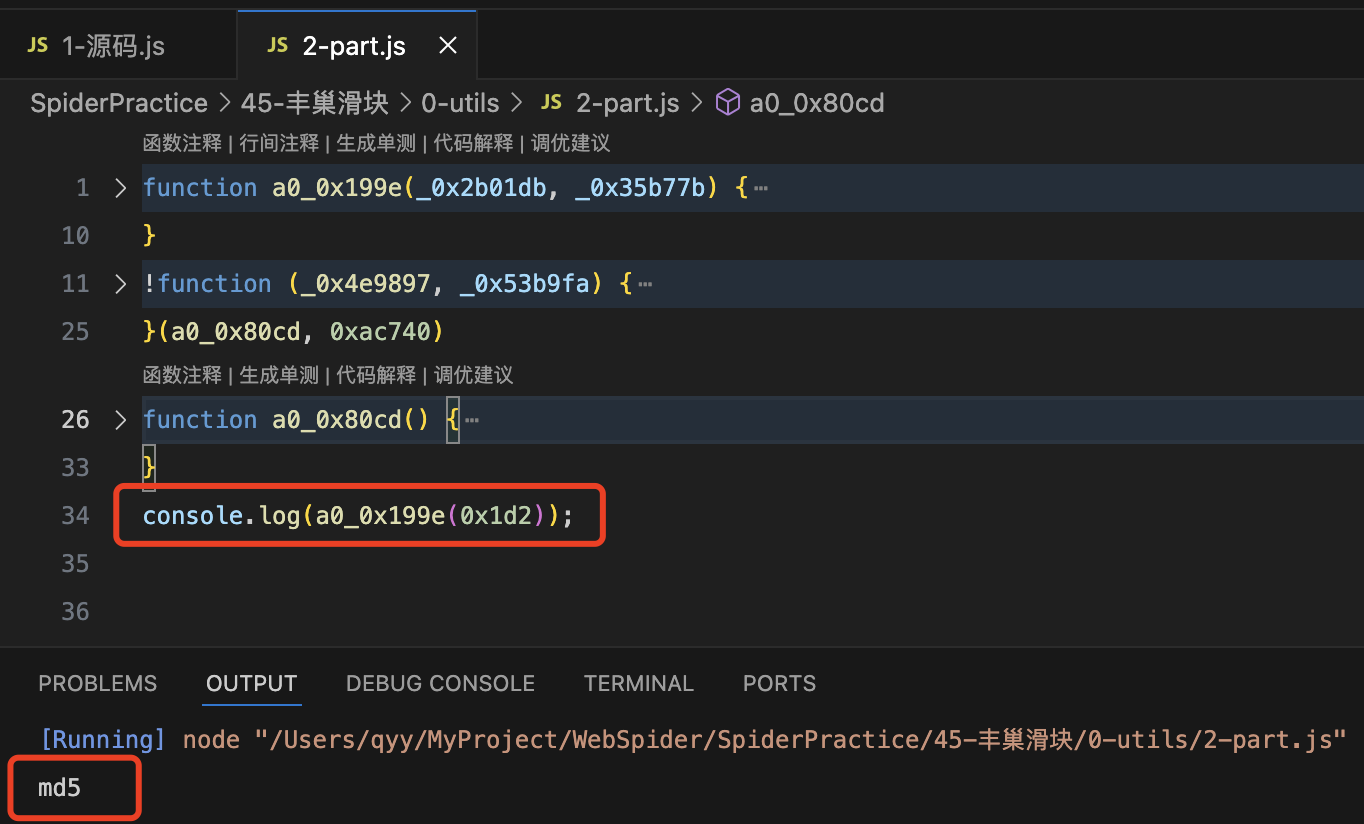 JS 1-源码.js JS 2-part.js ×
SpiderPractice > 45-丰巢滑块 > 0-utils > JS 2-part.js > a0_0x80cd
函数注释 | 行间注释 | 生成单测 | 代码解释 | 调优建议
1 > function a0_0x199e(_0x2b01db, _0x35b77b) {⋯
10 }
11 > !function (_0x4e9897, _0x53b9fa) {⋯
25 }(a0_0x80cd, 0xac740)
函数注释 | 生成单测 | 代码解释 | 调优建议
26 > function a0_0x80cd() {⋯
33 }
34 console.log(a0_0x199e(0x1d2));
35
36
PROBLEMS OUTPUT DEBUG CONSOLE TERMINAL PORTS
[Running] node "/Users/qyy/MyProject/WebSpider/SpiderPractice/45-丰巢滑块/0-utils/2-part.js"
md5